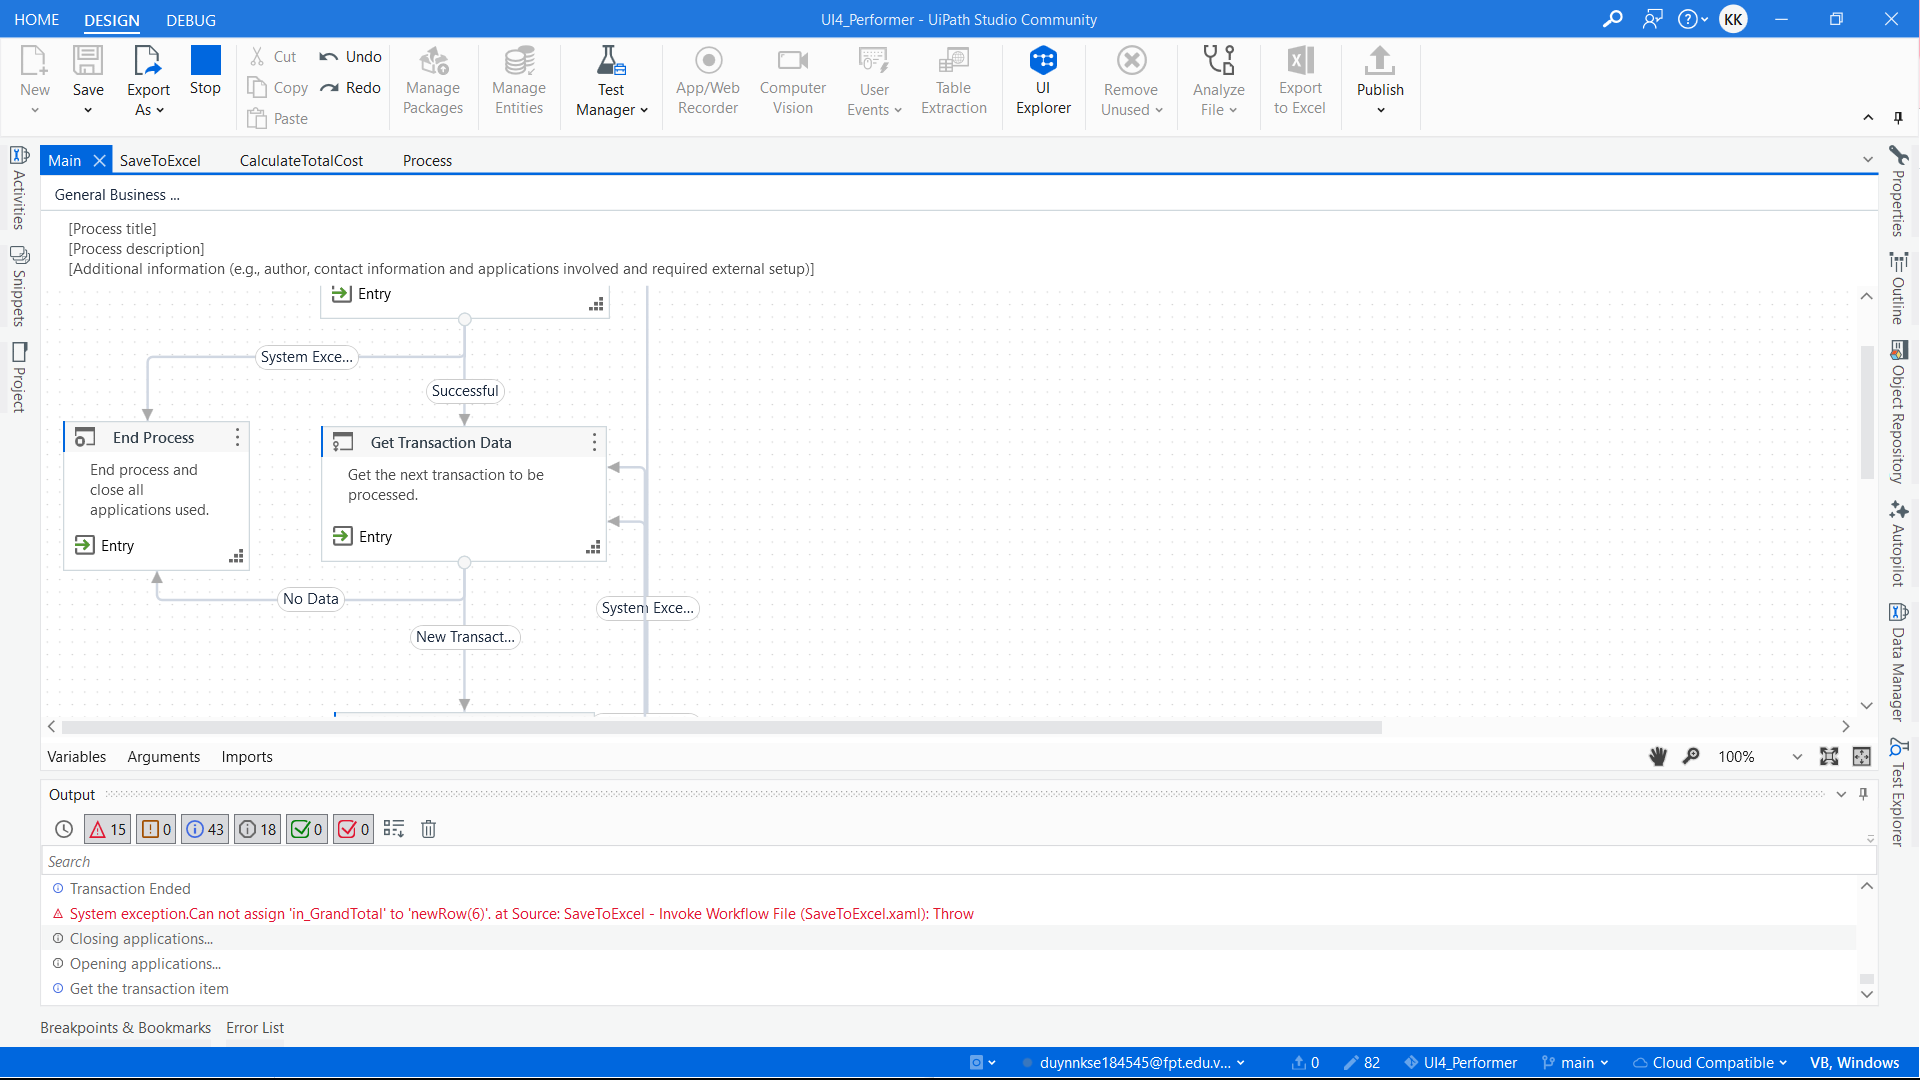 HOME DESIGN DEBUG
UI4_Performer - UiPath Studio Community
KK
New
Save
Export As
Stop
Cut
Copy
Paste
Undo
Redo
Manage Packages
Manage Entities
Test Manager
App/Web Recorder
Computer Vision
User Events
Table Extraction
UI Explorer
Remove Unused
Analyze File
Export to Excel
Publish
Main SaveToExcel CalculateTotalCost Process
General Business ...
[Process title]
[Process description]
[Additional information (e.g., author, contact information and applications involved and required external setup)]
Entry
System Exce...
Successful
End Process
End process and
close all
applications used.
Entry
Get Transaction Data
Get the next transaction to be
processed.
Entry
No Data
System Exce...
New Transact...
Variables Arguments Imports
100%
Output
15 0 43 18 0 0
Search
Transaction Ended
System exception.Can not assign 'in_GrandTotal' to 'newRow(6)'. at Source: SaveToExcel - Invoke Workflow File (SaveToExcel.xaml): Throw
Closing applications...
Opening applications...
Get the transaction item
Breakpoints & Bookmarks Error List
duynnkse184545@fpt.edu.v... 0 82 UI4_Performer main Cloud Compatible VB, Windows
Activities
Snippets
Project
Properties
Outline
Object Repository
Autopilot
Data Manager
Test Explorer